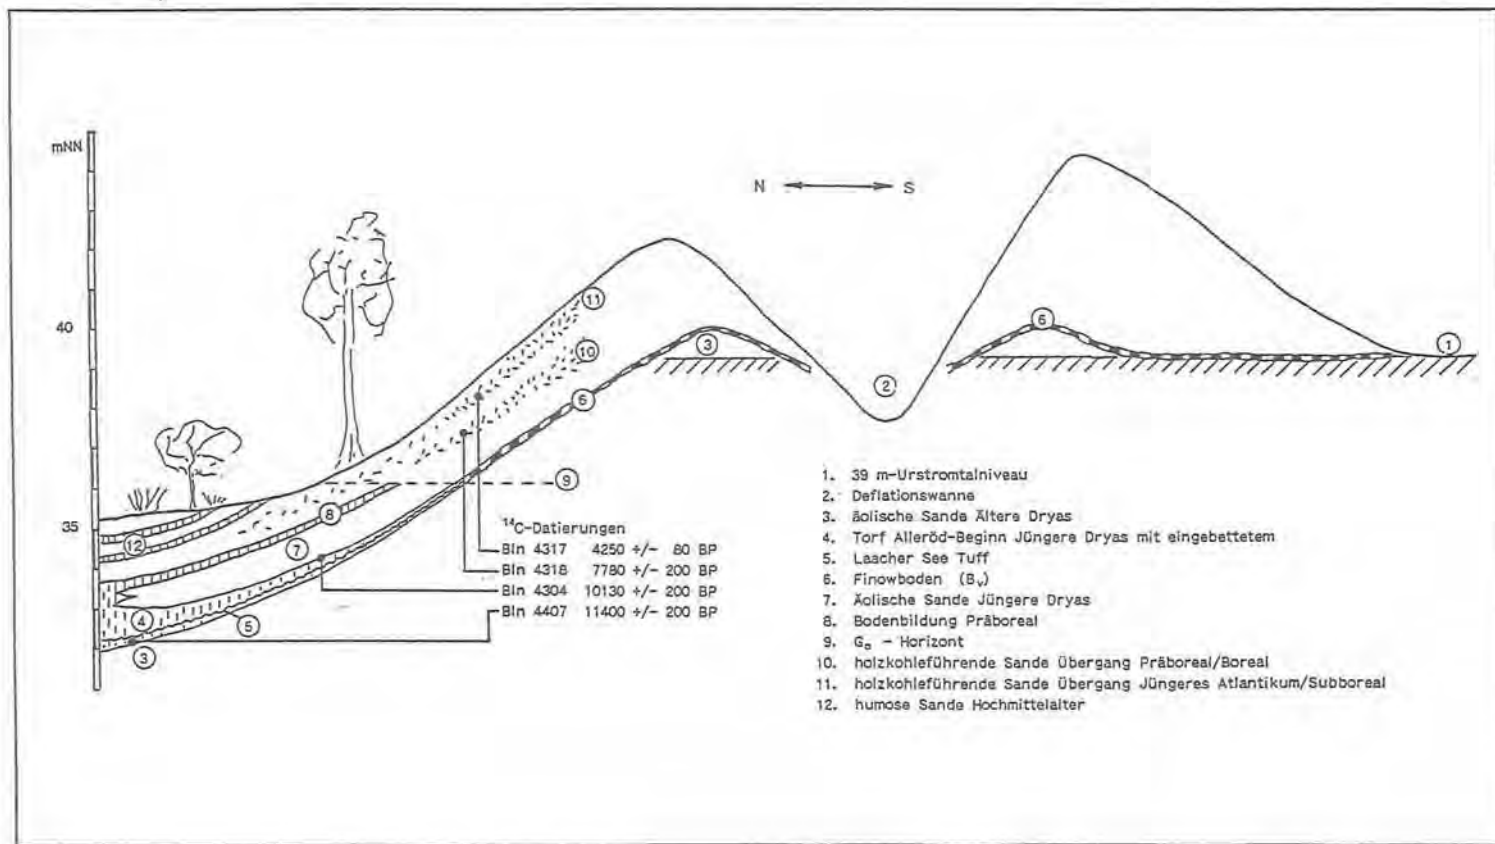 mNN
N S
11
40
6
3
10
1
2
6
9
8
35
¹⁴C-Datierungen
12
7
Bln 4317 4250 +/- 80 BP
Bln 4318 7780 +/- 200 BP
Bln 4304 10130 +/- 200 BP
Bln 4407 11400 +/- 200 BP
4
5
3
1. 39 m-Urstromtalniveau
2. Deflationswanne
3. äolische Sande Ältere Dryas
4. Torf Alleröd-Beginn Jüngere Dryas mit eingebettetem
5. Laacher See Tuff
6. Finowboden (Bᵥ)
7. Äolische Sande Jüngere Dryas
8. Bodenbildung Präboreal
9. Gₒ - Horizont
10. holzkohleführende Sande Übergang Präboreal/Boreal
11. holzkohleführende Sande Übergang Jüngeres Atlantikum/Subboreal
12. humose Sande Hochmittelalter